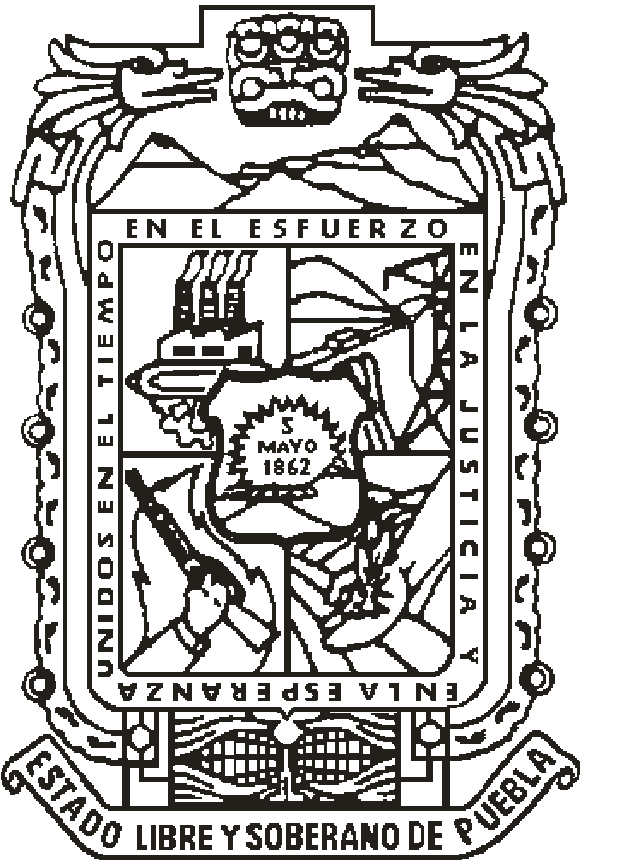 UNIDOS EN EL TIEMPO
EN EL ESFUERZO
EN LA JUSTICIA Y
EN LA ESPERANZA
5
MAYO
1862
ESTADO LIBRE Y SOBERANO DE PUEBLA